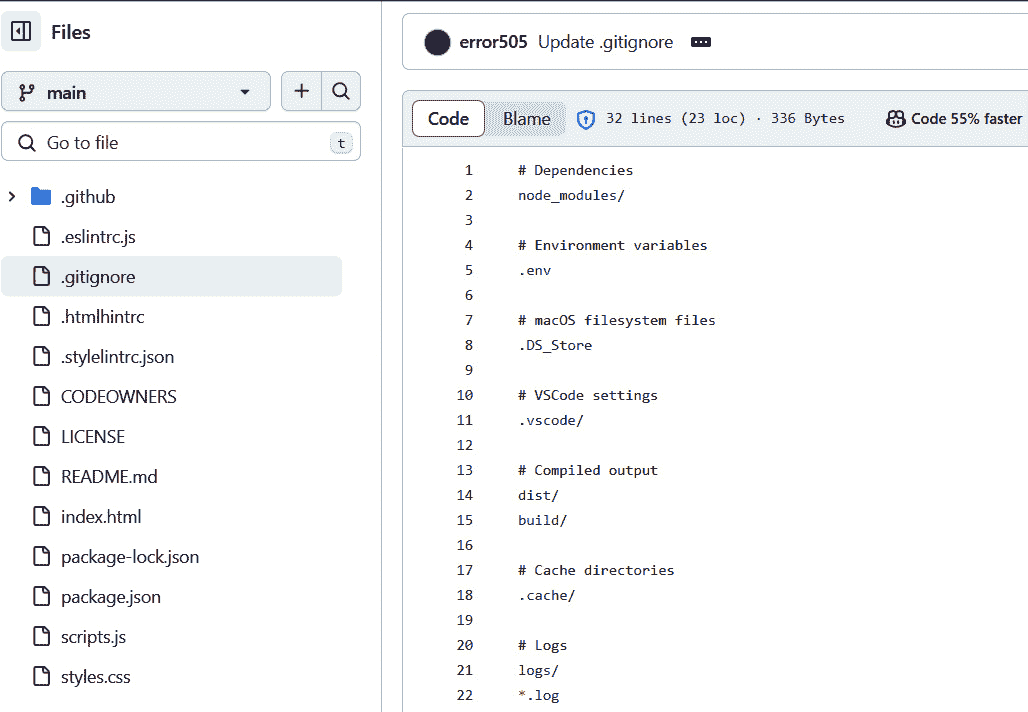 Files
main
Go to file
t
.github
.eslintrc.js
.gitignore
.htmlhintrc
.stylelintrc.json
CODEOWNERS
LICENSE
README.md
index.html
package-lock.json
package.json
scripts.js
styles.css
error505 Update .gitignore
Code Blame 32 lines (23 loc) · 336 Bytes Code 55% faster
1 # Dependencies
2 node_modules/
3
4 # Environment variables
5 .env
6
7 # macOS filesystem files
8 .DS_Store
9
10 # VSCode settings
11 .vscode/
12
13 # Compiled output
14 dist/
15 build/
16
17 # Cache directories
18 .cache/
19
20 # Logs
21 logs/
22 *.log